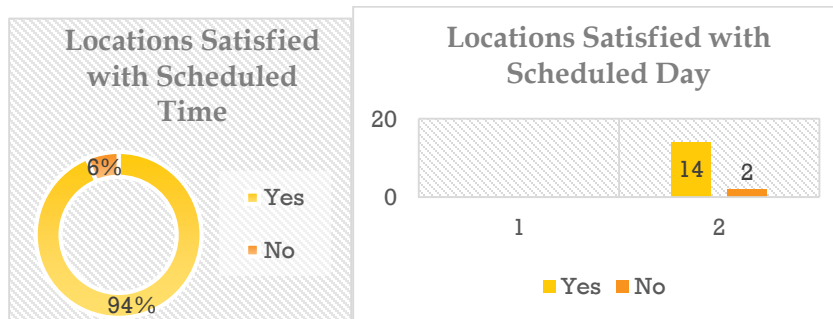 Locations Satisfied
with Scheduled
Time
6%
94%
Yes
No
Locations Satisfied with
Scheduled Day
20
0
14
2
1
2
Yes No